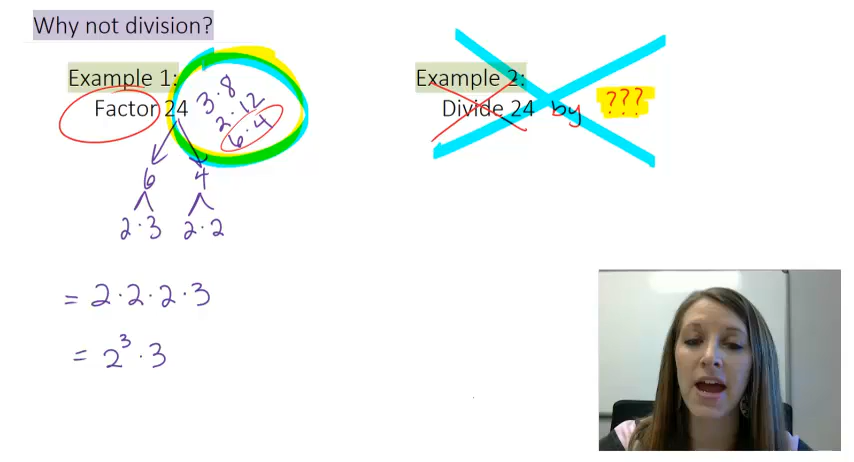 Why not division?
Example 1:
Factor 24
3·8
2·12
6·4
6 4
2·3 2·2
= 2·2·2·3
= 2³·3
Example 2:
Divide 24 by ???